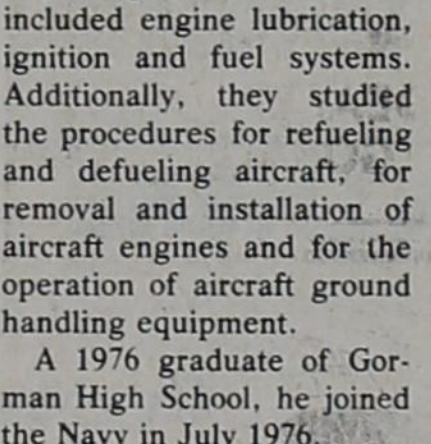 included engine lubrication,
ignition and fuel systems.
Additionally, they studied
the procedures for refueling
and defueling aircraft, for
removal and installation of
aircraft engines and for the
operation of aircraft ground
handling equipment.
A 1976 graduate of Gor-
man High School, he joined
the Navy in July 1976.